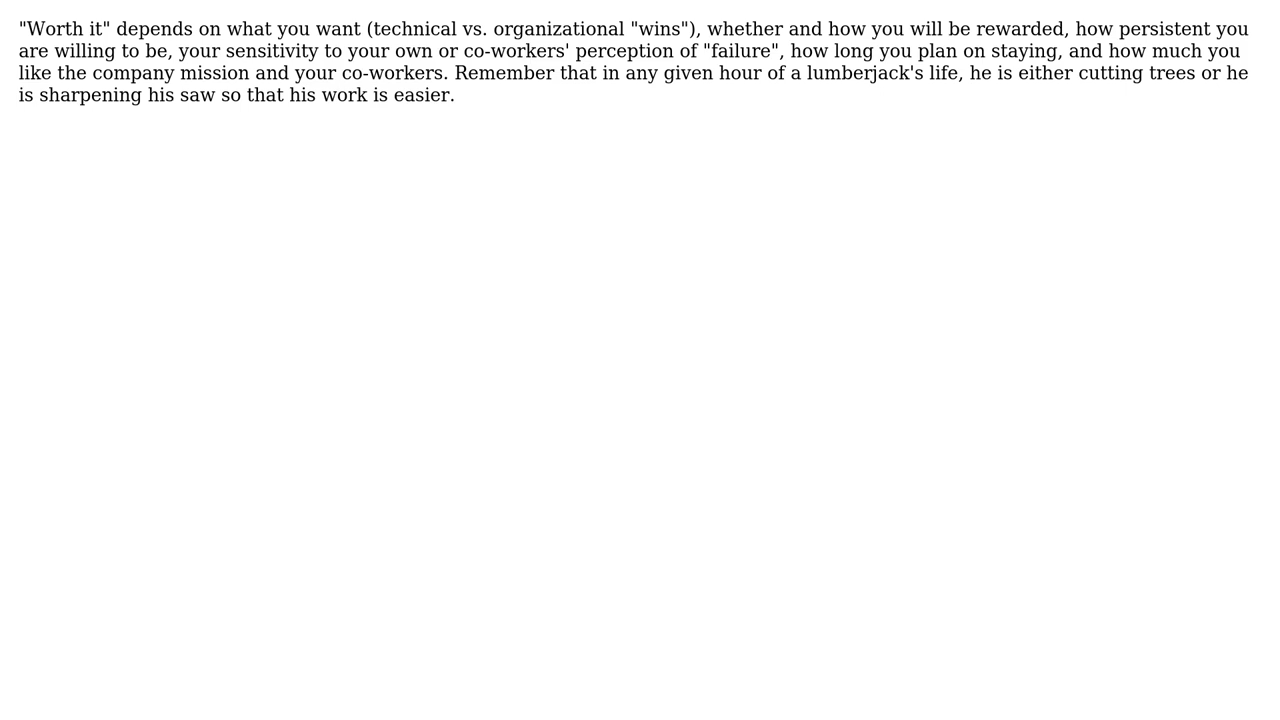 "Worth it" depends on what you want (technical vs. organizational "wins"), whether and how you will be rewarded, how persistent you
are willing to be, your sensitivity to your own or co-workers' perception of "failure", how long you plan on staying, and how much you
like the company mission and your co-workers. Remember that in any given hour of a lumberjack's life, he is either cutting trees or he
is sharpening his saw so that his work is easier.